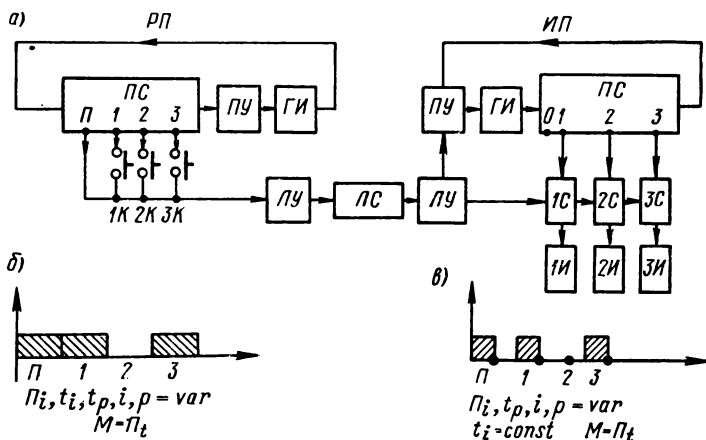 а) РП ИП
ПС ПУ ГИ ПУ ГИ ПС
П 1 2 3 0 1 2 3
1К 2К 3К ПУ ЛС ПУ 1С 2С 3С
1И 2И 3И
б) в)
П 1 2 3 П 1 2 3
Пi, ti, tp, i, p = var
M=Пt
Пi, tp, i, p = var
ti=const M=Пt